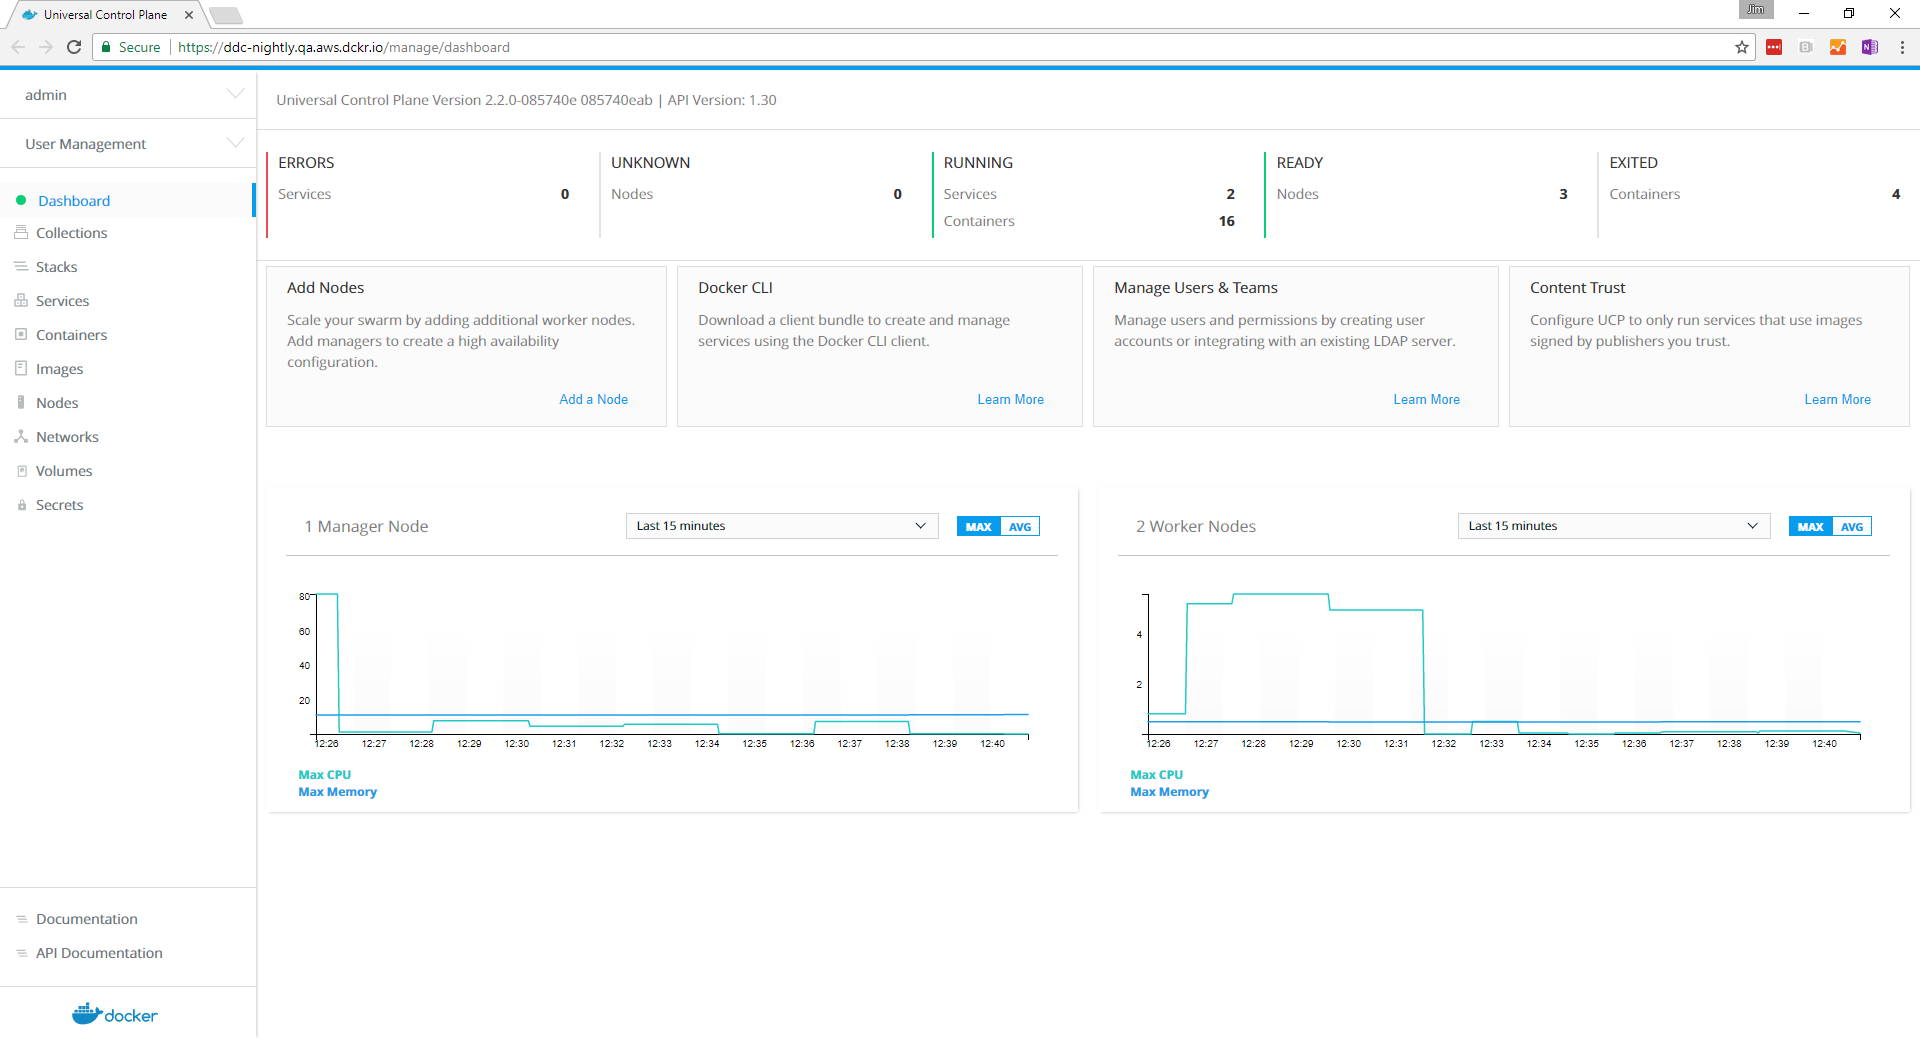 Universal Control Plane
Jim
Secure
https://ddc-nightly.qa.aws.dckr.io/manage/dashboard
admin
User Management
Dashboard
Collections
Stacks
Services
Containers
Images
Nodes
Networks
Volumes
Secrets
Documentation
API Documentation
docker
Universal Control Plane Version 2.2.0-085740e 085740eab | API Version: 1.30
ERRORS
Services 0
UNKNOWN
Nodes 0
RUNNING
Services 2
Containers 16
READY
Nodes 3
EXITED
Containers 4
Add Nodes
Scale your swarm by adding additional worker nodes.
Add managers to create a high availability
configuration.
Add a Node
Docker CLI
Download a client bundle to create and manage
services using the Docker CLI client.
Learn More
Manage Users & Teams
Manage users and permissions by creating user
accounts or integrating with an existing LDAP server.
Learn More
Content Trust
Configure UCP to only run services that use images
signed by publishers you trust.
Learn More
1 Manager Node
Last 15 minutes
MAX AVG
80
60
40
20
12:26 12:27 12:28 12:29 12:30 12:31 12:32 12:33 12:34 12:35 12:36 12:37 12:38 12:39 12:40
Max CPU
Max Memory
2 Worker Nodes
Last 15 minutes
MAX AVG
4
2
12:26 12:27 12:28 12:29 12:30 12:31 12:32 12:33 12:34 12:35 12:36 12:37 12:38 12:39 12:40
Max CPU
Max Memory